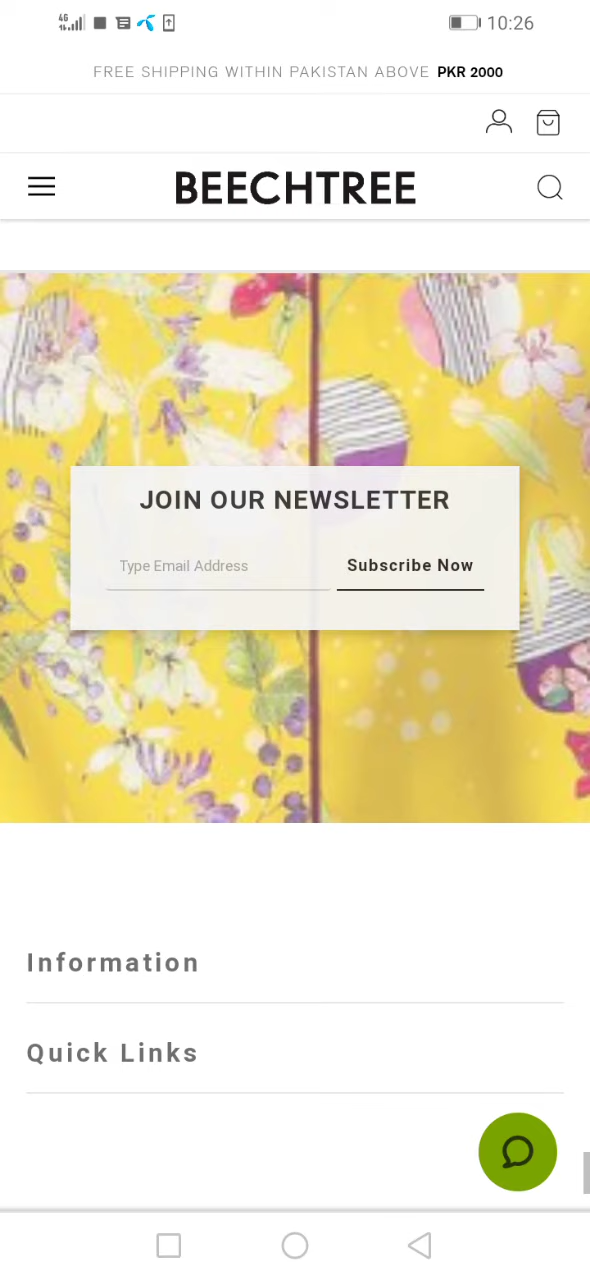 4G
10:26
FREE SHIPPING WITHIN PAKISTAN ABOVE PKR 2000
BEECHTREE
JOIN OUR NEWSLETTER
Type Email Address Subscribe Now
Information
Quick Links